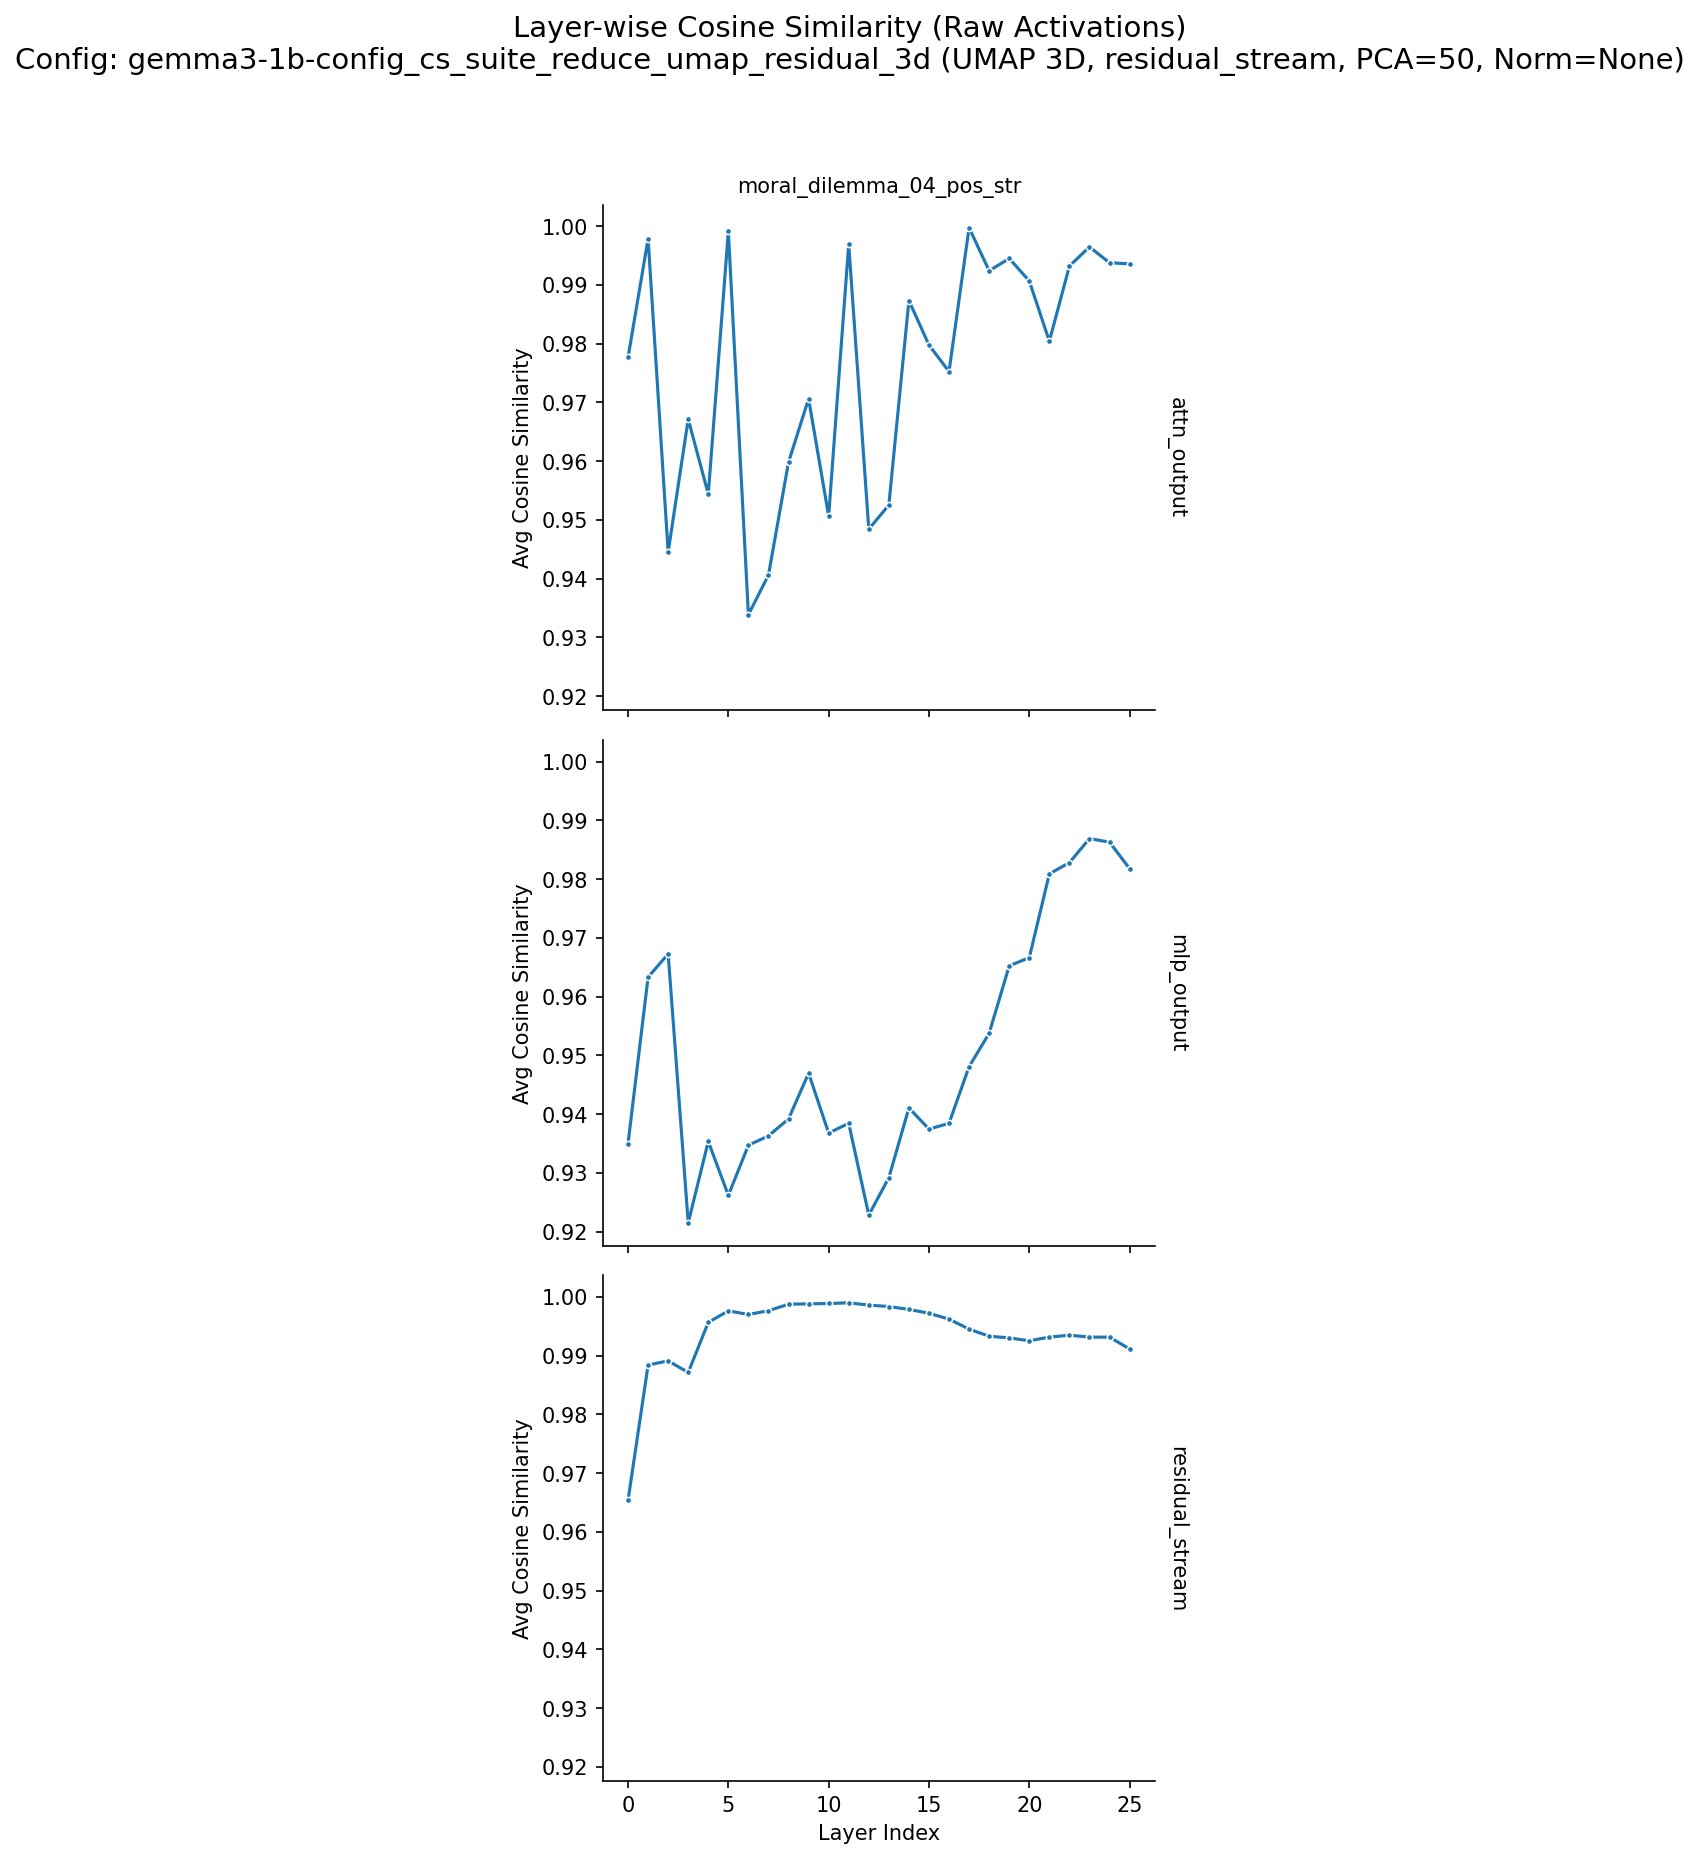 Layer-wise Cosine Similarity (Raw Activations)
Config: gemma3-1b-config_cs_suite_reduce_umap_residual_3d (UMAP 3D, residual_stream, PCA=50, Norm=None)
moral_dilemma_04_pos_str
1.00
0.99
0.98
0.97
0.96
0.95
0.94
0.93
0.92
Avg Cosine Similarity
attn_output
1.00
0.99
0.98
0.97
0.96
0.95
0.94
0.93
0.92
Avg Cosine Similarity
mlp_output
1.00
0.99
0.98
0.97
0.96
0.95
0.94
0.93
0.92
Avg Cosine Similarity
residual_stream
0 5 10 15 20 25
Layer Index